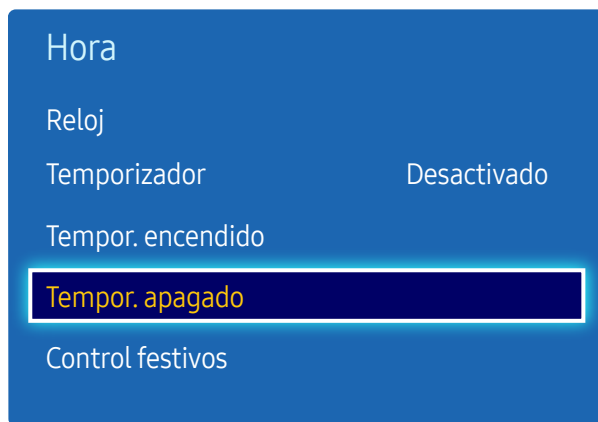 Hora
Reloj
Temporizador Desactivado
Tempor. encendido
Tempor. apagado
Control festivos